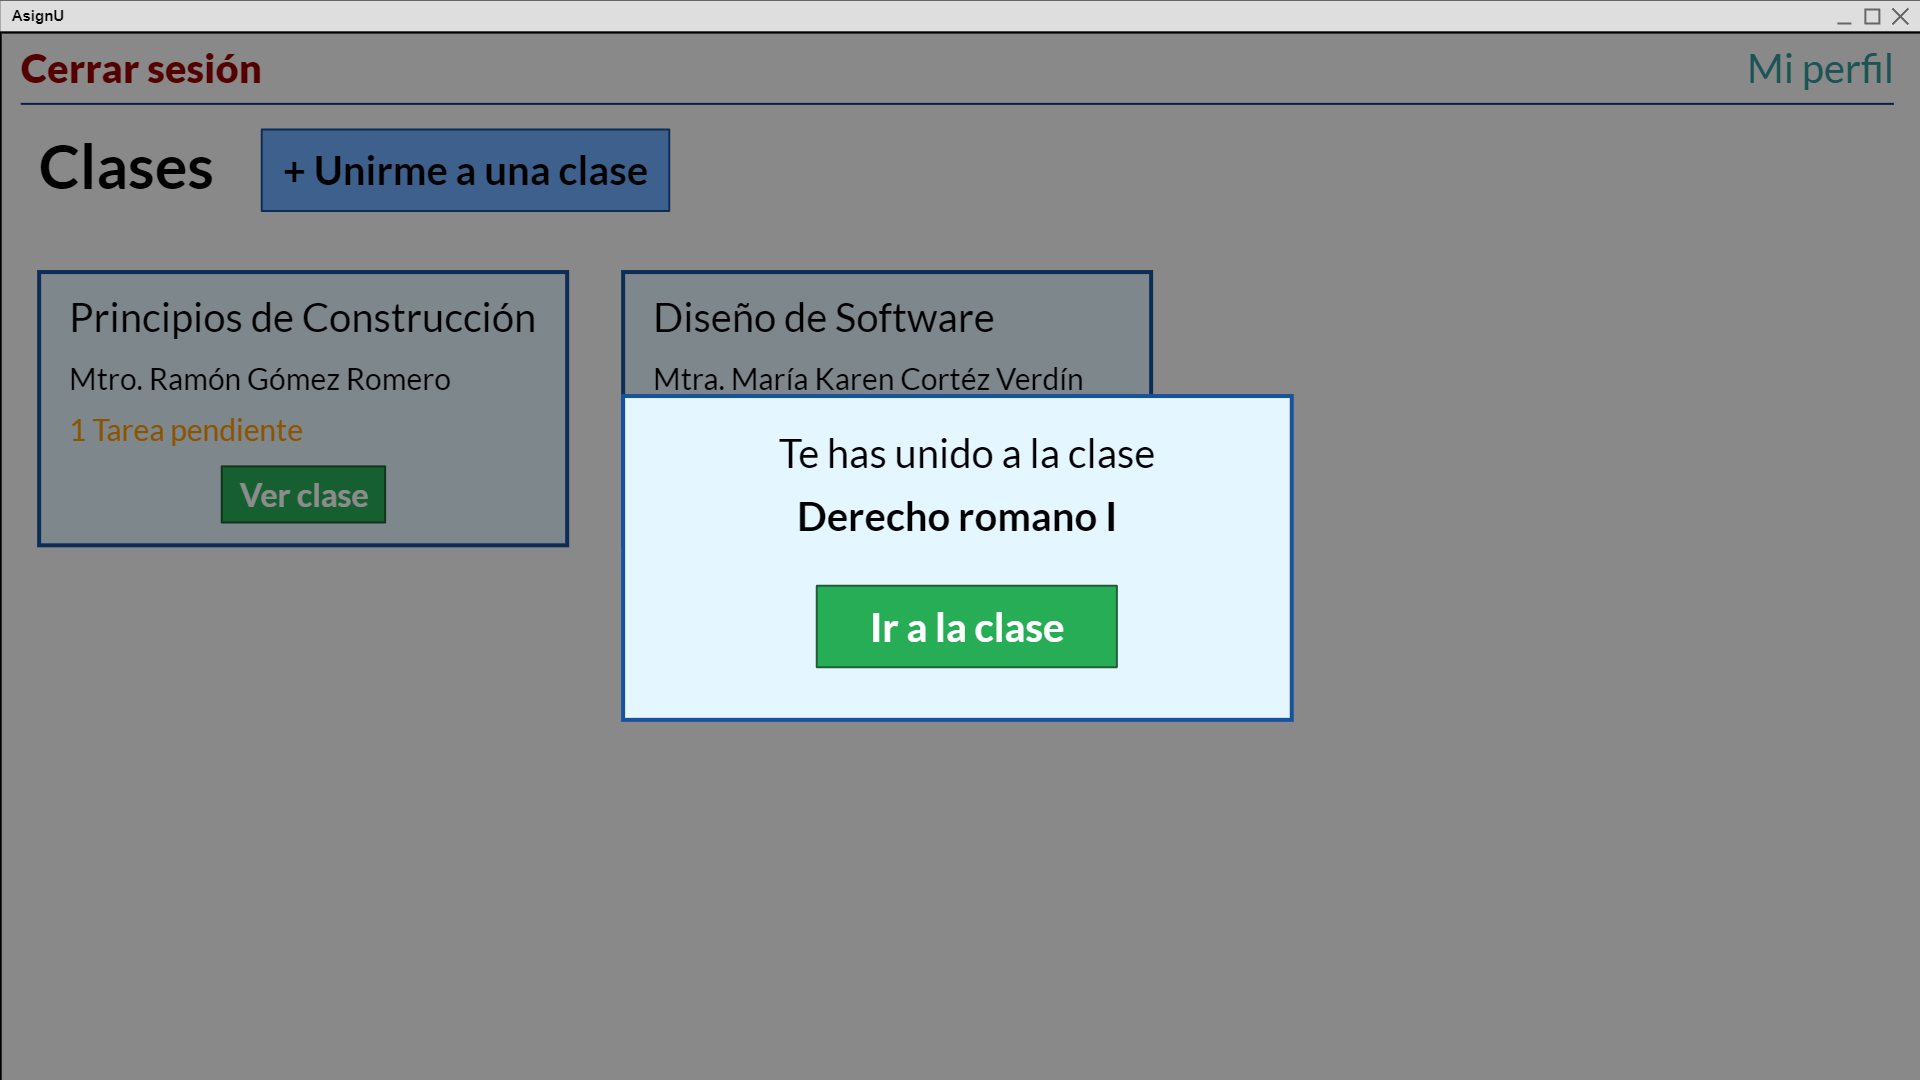 AsignU
Cerrar sesión
Mi perfil
Clases
+ Unirme a una clase
Principios de Construcción
Mtro. Ramón Gómez Romero
1 Tarea pendiente
Ver clase
Diseño de Software
Mtra. María Karen Cortéz Verdín
Te has unido a la clase
Derecho romano I
Ir a la clase